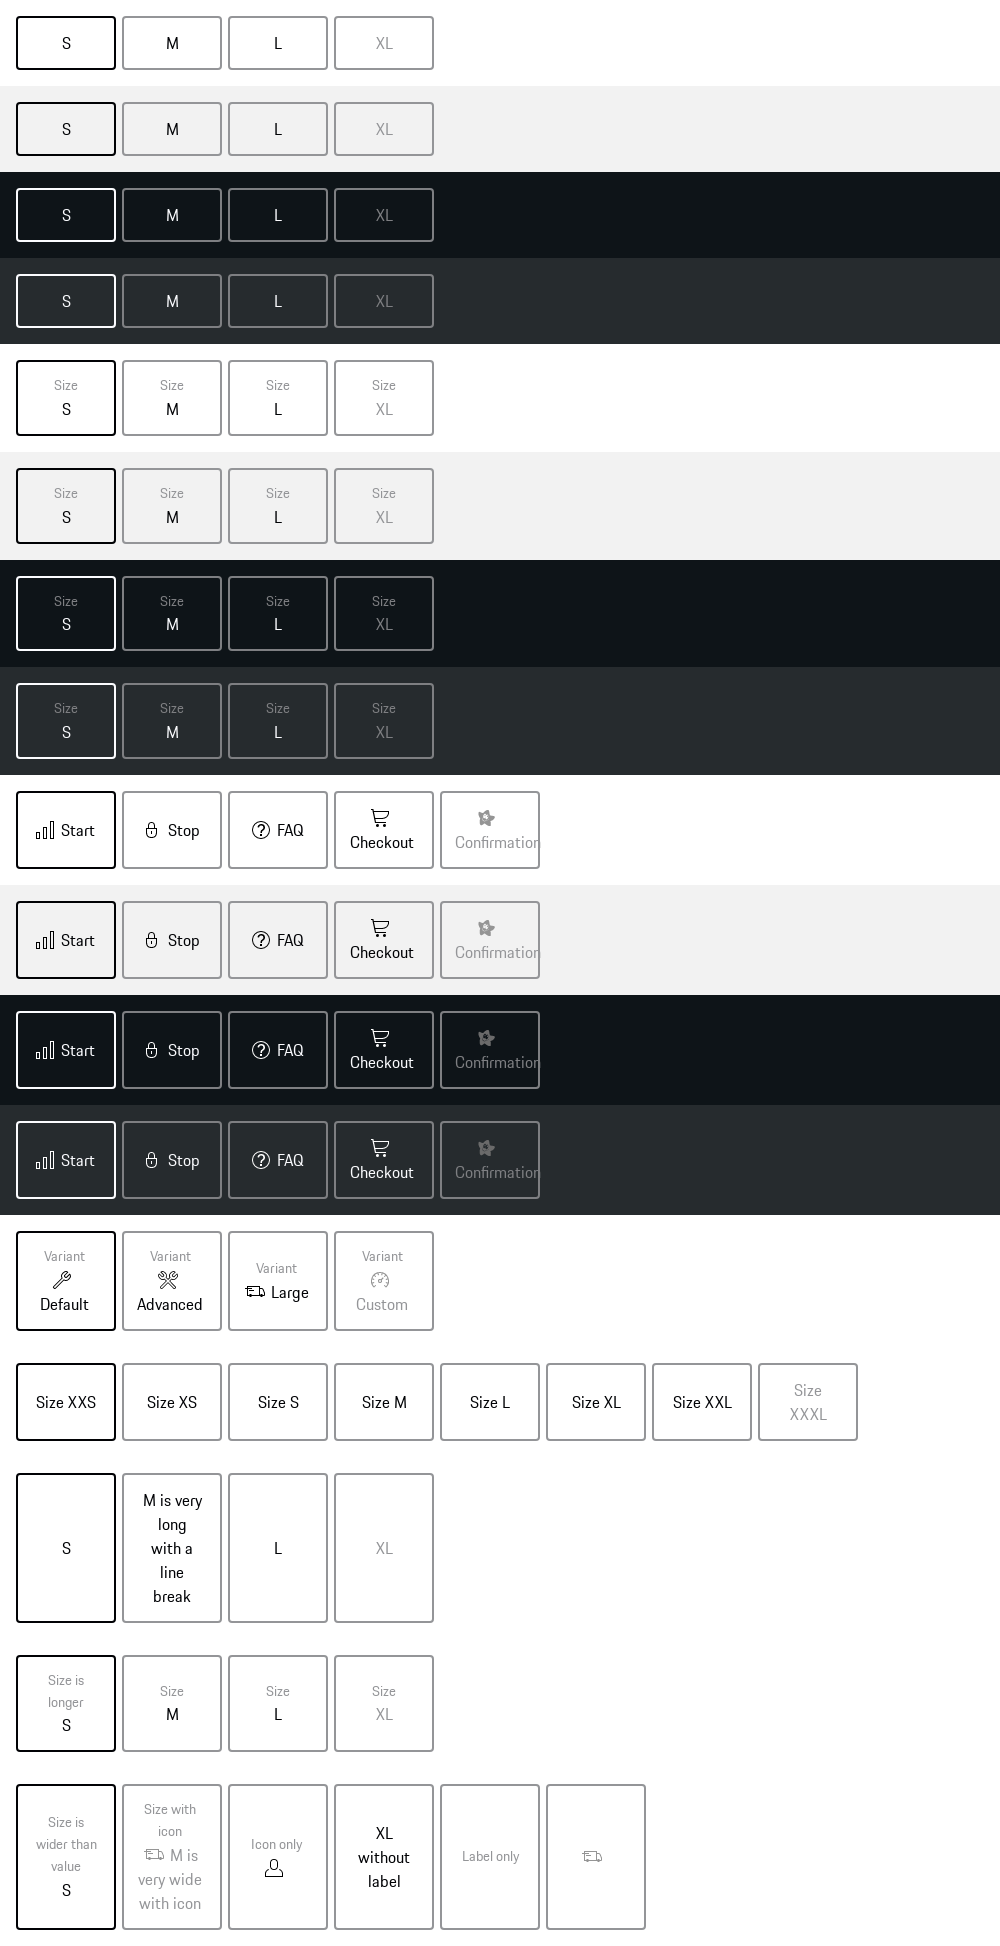 S M L XL
S M L XL
S M L XL
S M L XL
Size Size Size Size
S M L XL
Size Size Size Size
S M L XL
Size Size Size Size
S M L XL
Size Size Size Size
S M L XL
Start Stop FAQ Checkout Confirmation
Start Stop FAQ Checkout Confirmation
Start Stop FAQ Checkout Confirmation
Start Stop FAQ Checkout Confirmation
Variant
Default
Variant
Advanced
Variant
Large
Variant
Custom
Size XXS
Size XS
Size S
Size M
Size L
Size XL
Size XXL
Size
XXXL
S
M is very
long
with a
line
break
L
XL
Size is
longer
S
Size
M
Size
L
Size
XL
Size is
wider than
value
S
Size with
icon
M is
very wide
with icon
Icon only
XL
without
label
Label only